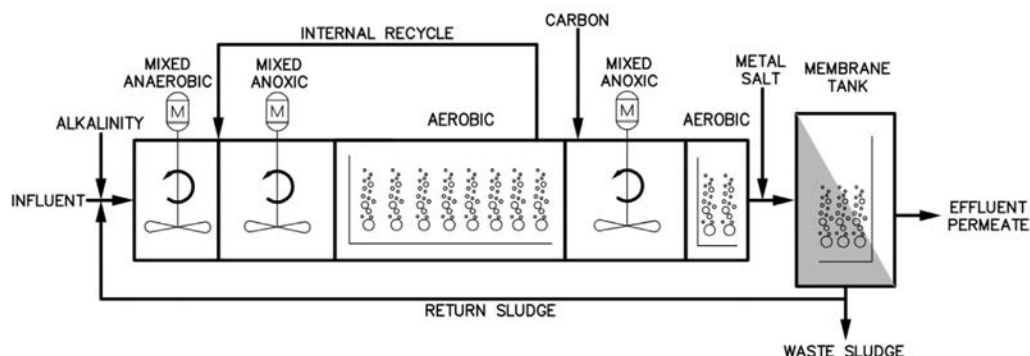 CARBON
INTERNAL RECYCLE
MIXED
ANAEROBIC
MIXED
ANOXIC
MIXED
ANOXIC
METAL
SALT
MEMBRANE
TANK
M
M
M
ALKALINITY
AEROBIC
AEROBIC
INFLUENT
EFFLUENT
PERMEATE
RETURN SLUDGE
WASTE SLUDGE